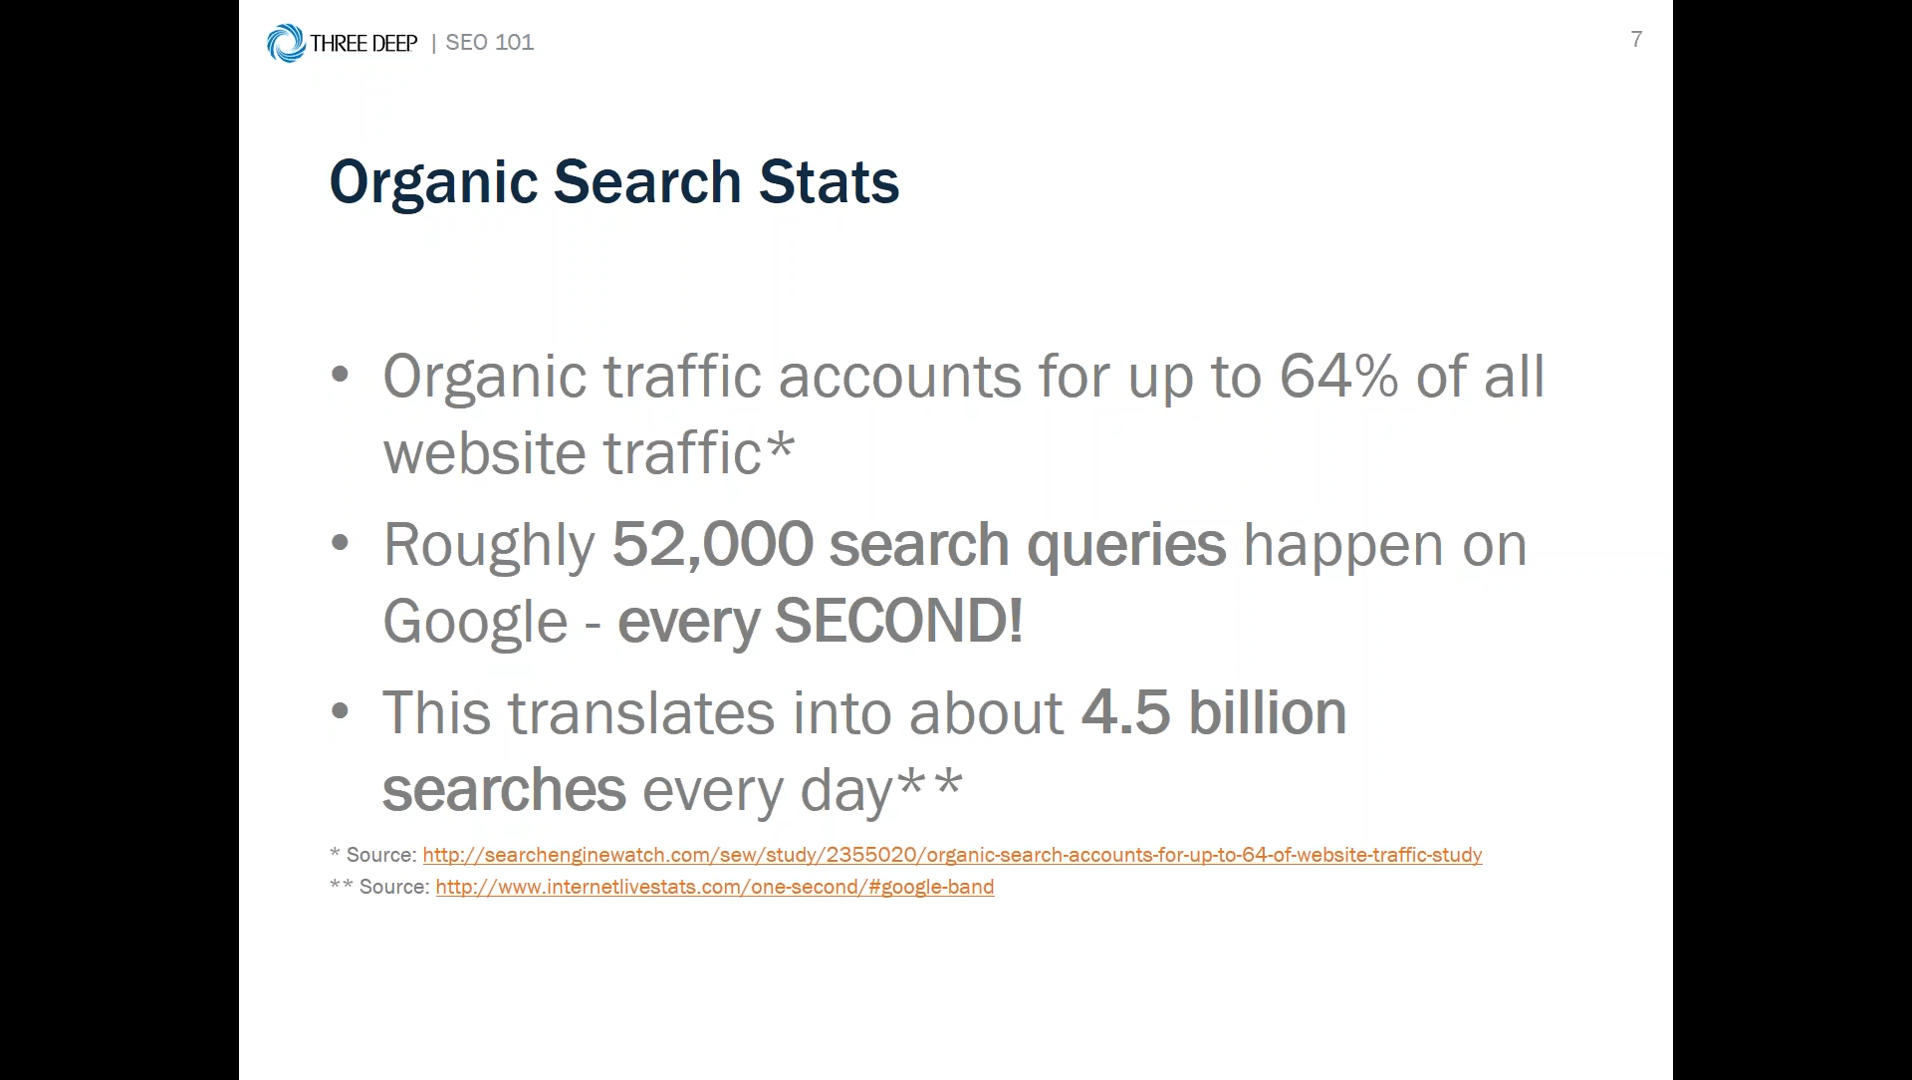 THREE DEEP | SEO 101
7
Organic Search Stats
• Organic traffic accounts for up to 64% of all
website traffic*
• Roughly 52,000 search queries happen on
Google - every SECOND!
• This translates into about 4.5 billion
searches every day**
* Source: http://searchenginewatch.com/sew/study/2355020/organic-search-accounts-for-up-to-64-of-website-traffic-study
** Source: http://www.internetlivestats.com/one-second/#google-band